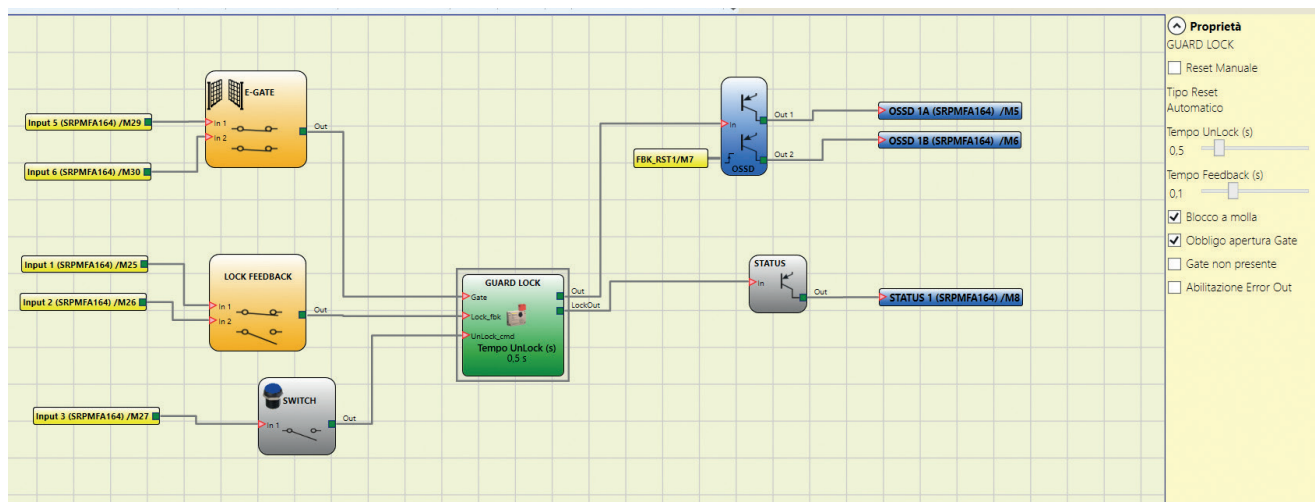 E-GATE
Input 5 (SRPMFA164) /M29
In 1
In 2
Out
Input 6 (SRPMFA164) /M30
Input 1 (SRPMFA164) /M25
Input 2 (SRPMFA164) /M26
LOCK FEEDBACK
In 1
In 2
Out
Input 3 (SRPMFA164) /M27
SWITCH
In 1
Out
GUARD LOCK
Gate
Lock_fbk
UnLock_cmd
Tempo UnLock (s)
0,5 s
Out
LockOut
FBK_RST1/M7
In
Out 1
Out 2
OSSD
OSSD 1A (SRPMFA164) /M5
OSSD 1B (SRPMFA164) /M6
STATUS
In
Out
STATUS 1 (SRPMFA164) /M8
Proprietà
GUARD LOCK
Reset Manuale
Tipo Reset
Automatico
Tempo UnLock (s)
0,5
Tempo Feedback (s)
0,1
Blocco a molla
Obbligo apertura Gate
Gate non presente
Abilitazione Error Out